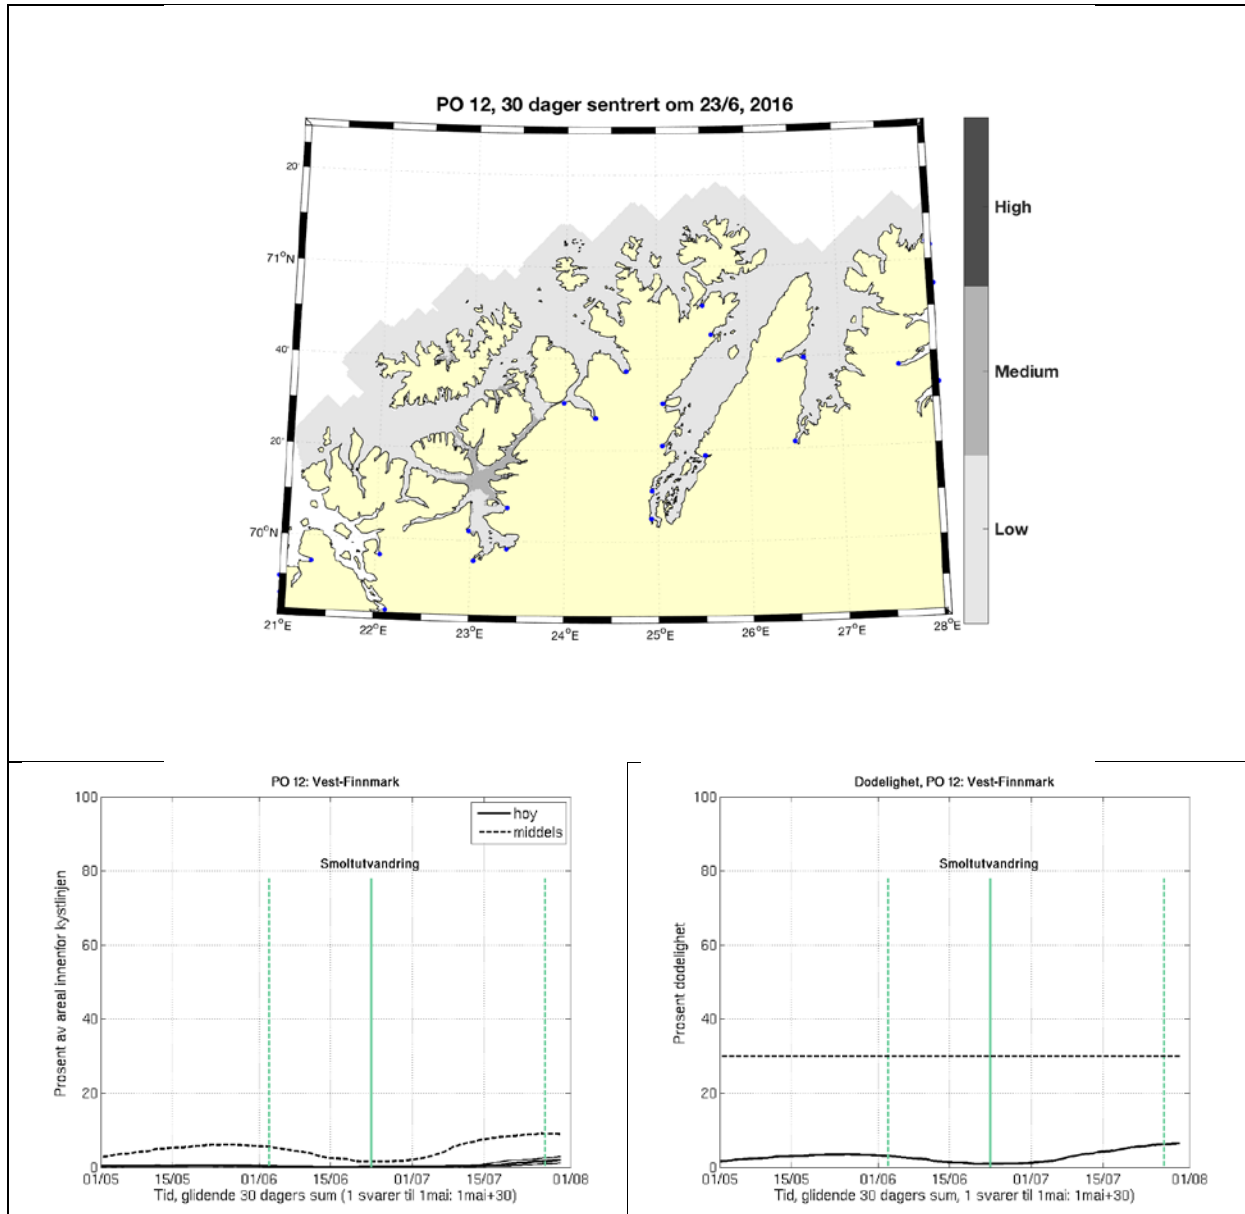 PO 12, 30 dager sentrert om 23/6, 2016
20'
71°N
40'
20'
70°N
21°E
22°E
23°E
24°E
25°E
26°E
27°E
28°E
High
Medium
Low
PO 12: Vest-Finnmark
100
80
60
40
20
0
Prosent av areal innenfor kystlinjen
hoy
middels
Smoltutvandring
01/05
15/05
01/06
15/06
01/07
15/07
01/08
Tid, glidende 30 dagers sum (1 svarer til 1mai: 1mai+30)
Dodelighet, PO 12: Vest-Finnmark
100
80
60
40
20
0
Prosent dodelighet
Smoltutvandring
01/05
15/05
01/06
15/06
01/07
15/07
01/08
Tid, glidende 30 dagers sum, 1 svarer til 1mai: 1mai+30)